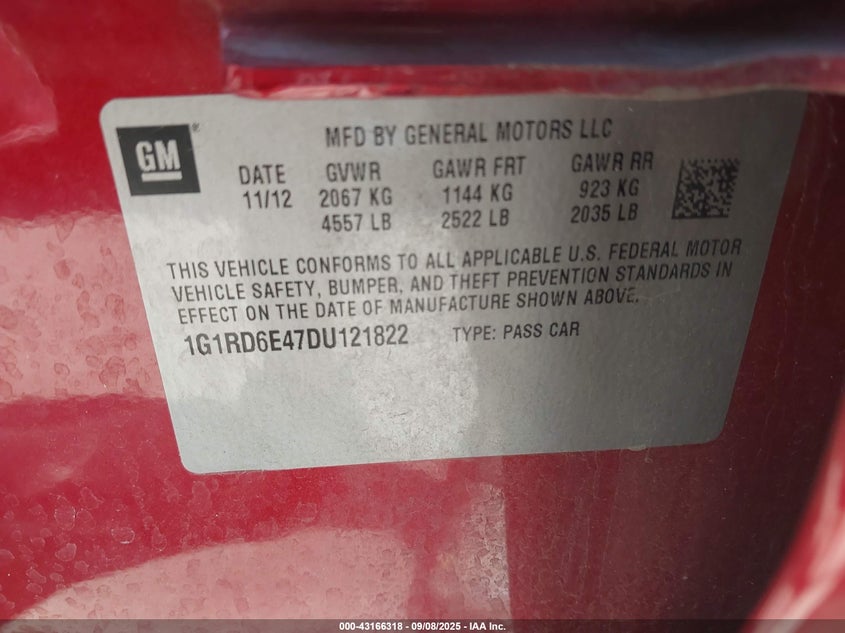 MFD BY GENERAL MOTORS LLC
GM®
DATE GVWR GAWR FRT GAWR RR
11/12 2067 KG 1144 KG 923 KG
4557 LB 2522 LB 2035 LB
THIS VEHICLE CONFORMS TO ALL APPLICABLE U.S. FEDERAL MOTOR
VEHICLE SAFETY, BUMPER, AND THEFT PREVENTION STANDARDS IN
EFFECT ON THE DATE OF MANUFACTURE SHOWN ABOVE.
1G1RD6E47DU121822 TYPE: PASS CAR
000-43166318 - 09/08/2025 - IAA Inc.